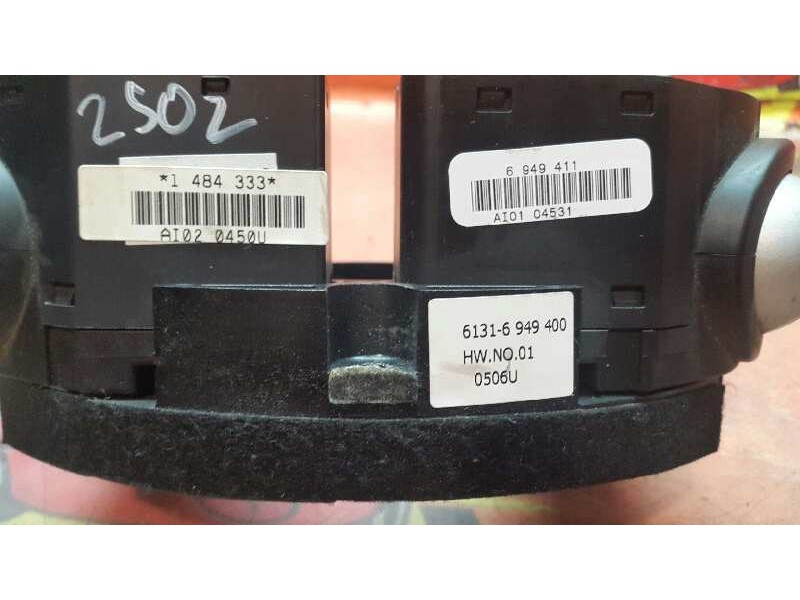 2502
*1 484 333*
AI02 0450U
6 949 411
AI01 04531
6131-6 949 400
HW.NO.01
0506U